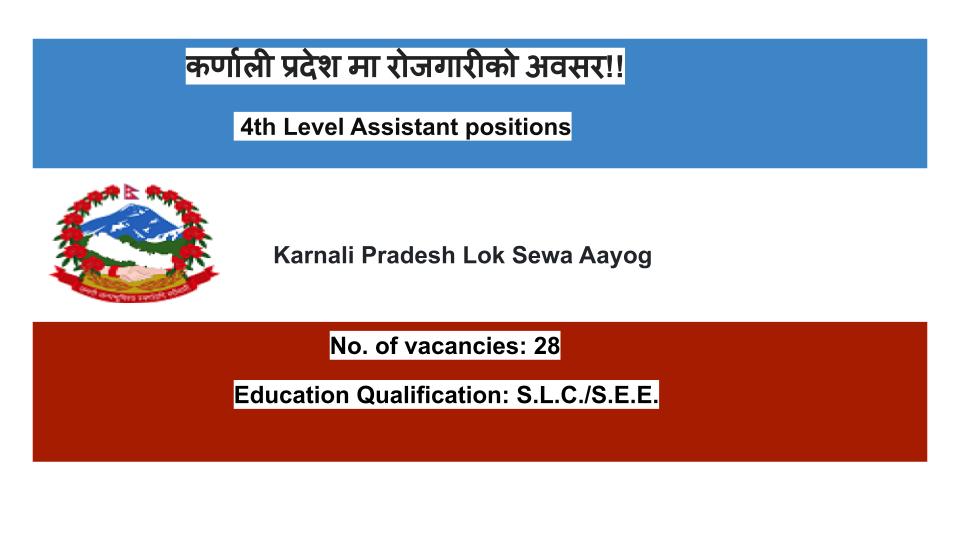 कर्णाली प्रदेश मा रोजगारीको अवसर!!
4th Level Assistant positions
Karnali Pradesh Lok Sewa Aayog
No. of vacancies: 28
Education Qualification: S.L.C./S.E.E.